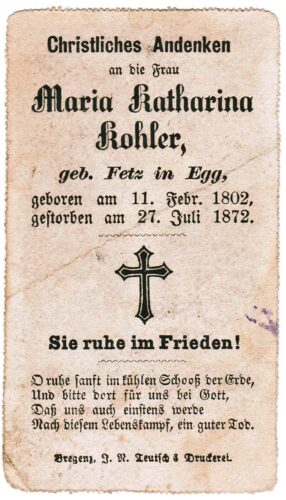 Christliches Andenken
an die Frau
Maria Katharina
Kohler,
geb. Fetz in Egg,
geboren am 11. Febr. 1802,
gestorben am 27. Juli 1872.
Sie ruhe im Frieden!
O ruhe sanft im kühlen Schooß der Erde,
Und bitte dort für uns bei Gott,
Daß uns auch einstens werde
Nach diesem Lebenskampf, ein guter Tod.
Bregenz, J. N. Teutsch's Druckerei.